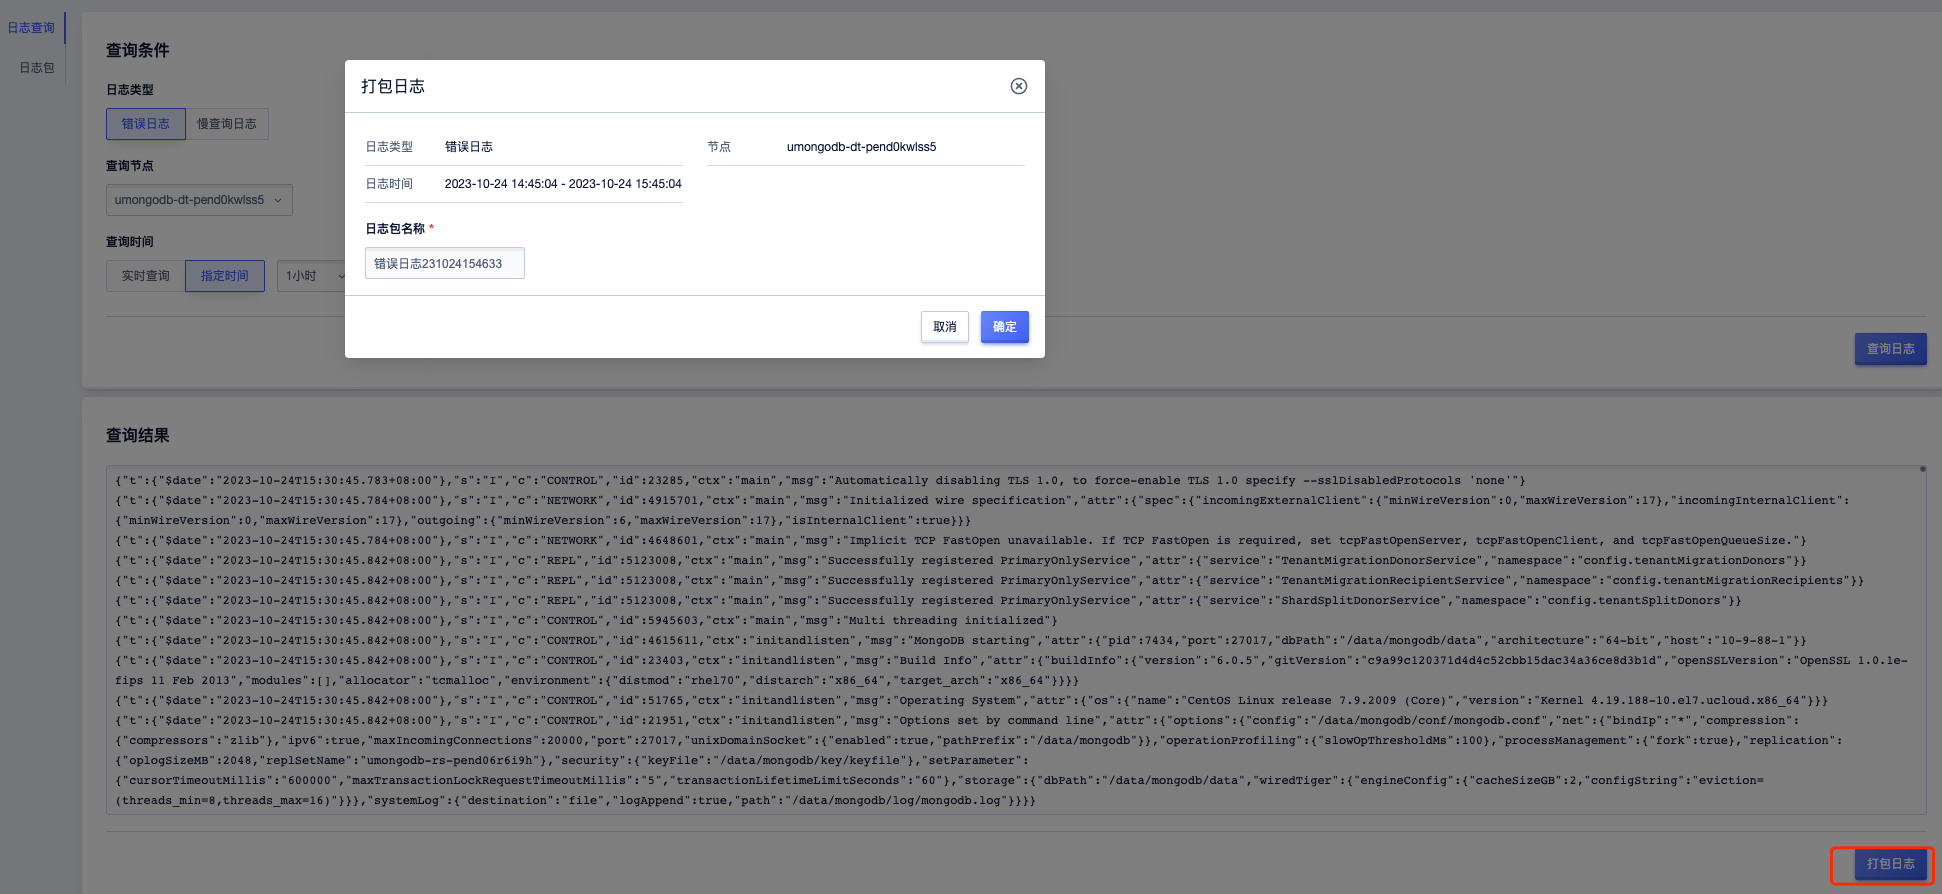 日志查询
日志包
查询条件
日志类型
错误日志 慢查询日志
查询节点
umongodb-dt-pend0kwlss5
查询时间
实时查询 指定时间 1小时
打包日志
日志类型 错误日志 节点 umongodb-dt-pend0kwlss5
日志时间 2023-10-24 14:45:04 - 2023-10-24 15:45:04
日志包名称 *
错误日志231024154633
取消 确定
查询日志
查询结果
{"t":{"$date":"2023-10-24T15:30:45.783+08:00"},"s":"I","c":"CONTROL","id":23285,"ctx":"main","msg":"Automatically disabling TLS 1.0, to force-enable TLS 1.0 specify --sslDisabledProtocols 'none'"}
{"t":{"$date":"2023-10-24T15:30:45.784+08:00"},"s":"I","c":"NETWORK","id":4915701,"ctx":"main","msg":"Initialized wire specification","attr":{"spec":{"incomingExternalClient":{"minWireVersion":0,"maxWireVersion":17},"incomingInternalClient":
{"minWireVersion":0,"maxWireVersion":17},"outgoing":{"minWireVersion":6,"maxWireVersion":17},"isInternalClient":true}}}
{"t":{"$date":"2023-10-24T15:30:45.784+08:00"},"s":"I","c":"NETWORK","id":4648601,"ctx":"main","msg":"Implicit TCP FastOpen unavailable. If TCP FastOpen is required, set tcpFastOpenServer, tcpFastOpenClient, and tcpFastOpenQueueSize."}
{"t":{"$date":"2023-10-24T15:30:45.842+08:00"},"s":"I","c":"REPL","id":5123008,"ctx":"main","msg":"Successfully registered PrimaryOnlyService","attr":{"service":"TenantMigrationDonorService","namespace":"config.tenantMigrationDonors"}}
{"t":{"$date":"2023-10-24T15:30:45.842+08:00"},"s":"I","c":"REPL","id":5123008,"ctx":"main","msg":"Successfully registered PrimaryOnlyService","attr":{"service":"TenantMigrationRecipientService","namespace":"config.tenantMigrationRecipients"}}
{"t":{"$date":"2023-10-24T15:30:45.842+08:00"},"s":"I","c":"REPL","id":5123008,"ctx":"main","msg":"Successfully registered PrimaryOnlyService","attr":{"service":"ShardSplitDonorService","namespace":"config.tenantSplitDonors"}}
{"t":{"$date":"2023-10-24T15:30:45.842+08:00"},"s":"I","c":"CONTROL","id":5945603,"ctx":"main","msg":"Multi threading initialized"}
{"t":{"$date":"2023-10-24T15:30:45.842+08:00"},"s":"I","c":"CONTROL","id":4615611,"ctx":"initandlisten","msg":"MongoDB starting","attr":{"pid":7434,"port":27017,"dbPath":"/data/mongodb/data","architecture":"64-bit","host":"10-9-88-1"}}
{"t":{"$date":"2023-10-24T15:30:45.842+08:00"},"s":"I","c":"CONTROL","id":23403,"ctx":"initandlisten","msg":"Build Info","attr":{"buildInfo":{"version":"6.0.5","gitVersion":"c9a99c120371d4d4c52cbb15dac34a36ce8d3b1d","openSSLVersion":"OpenSSL 1.0.1e-
fips 11 Feb 2013","modules":[],"allocator":"tcmalloc","environment":{"distmod":"rhel70","distarch":"x86_64","target_arch":"x86_64"}}}}
{"t":{"$date":"2023-10-24T15:30:45.842+08:00"},"s":"I","c":"CONTROL","id":51765,"ctx":"initandlisten","msg":"Operating System","attr":{"os":{"name":"CentOS Linux release 7.9.2009 (Core)","version":"Kernel 4.19.188-10.el7.ucloud.x86_64"}}}
{"t":{"$date":"2023-10-24T15:30:45.842+08:00"},"s":"I","c":"CONTROL","id":21951,"ctx":"initandlisten","msg":"Options set by command line","attr":{"options":{"config":"/data/mongodb/conf/mongodb.conf","net":{"bindIp":"*","compression":
{"compressors":"zlib"},"ipv6":true,"maxIncomingConnections":20000,"port":27017,"unixDomainSocket":{"enabled":true,"pathPrefix":"/data/mongodb"}},"operationProfiling":{"slowOpThresholdMs":100},"processManagement":{"fork":true},"replication":
{"oplogSizeMB":2048,"replSetName":"umongodb-rs-pend06r6i9h"},"security":{"keyFile":"/data/mongodb/key/keyfile"},"setParameter":
{"cursorTimeoutMillis":"600000","maxTransactionLockRequestTimeoutMillis":"5","transactionLifetimeLimitSeconds":"60"},"storage":{"dbPath":"/data/mongodb/data","wiredTiger":{"engineConfig":{"cacheSizeGB":2,"configString":"eviction=
(threads_min=8,threads_max=16)"}}},"systemLog":{"destination":"file","logAppend":true,"path":"/data/mongodb/log/mongodb.log"}}}}
打包日志